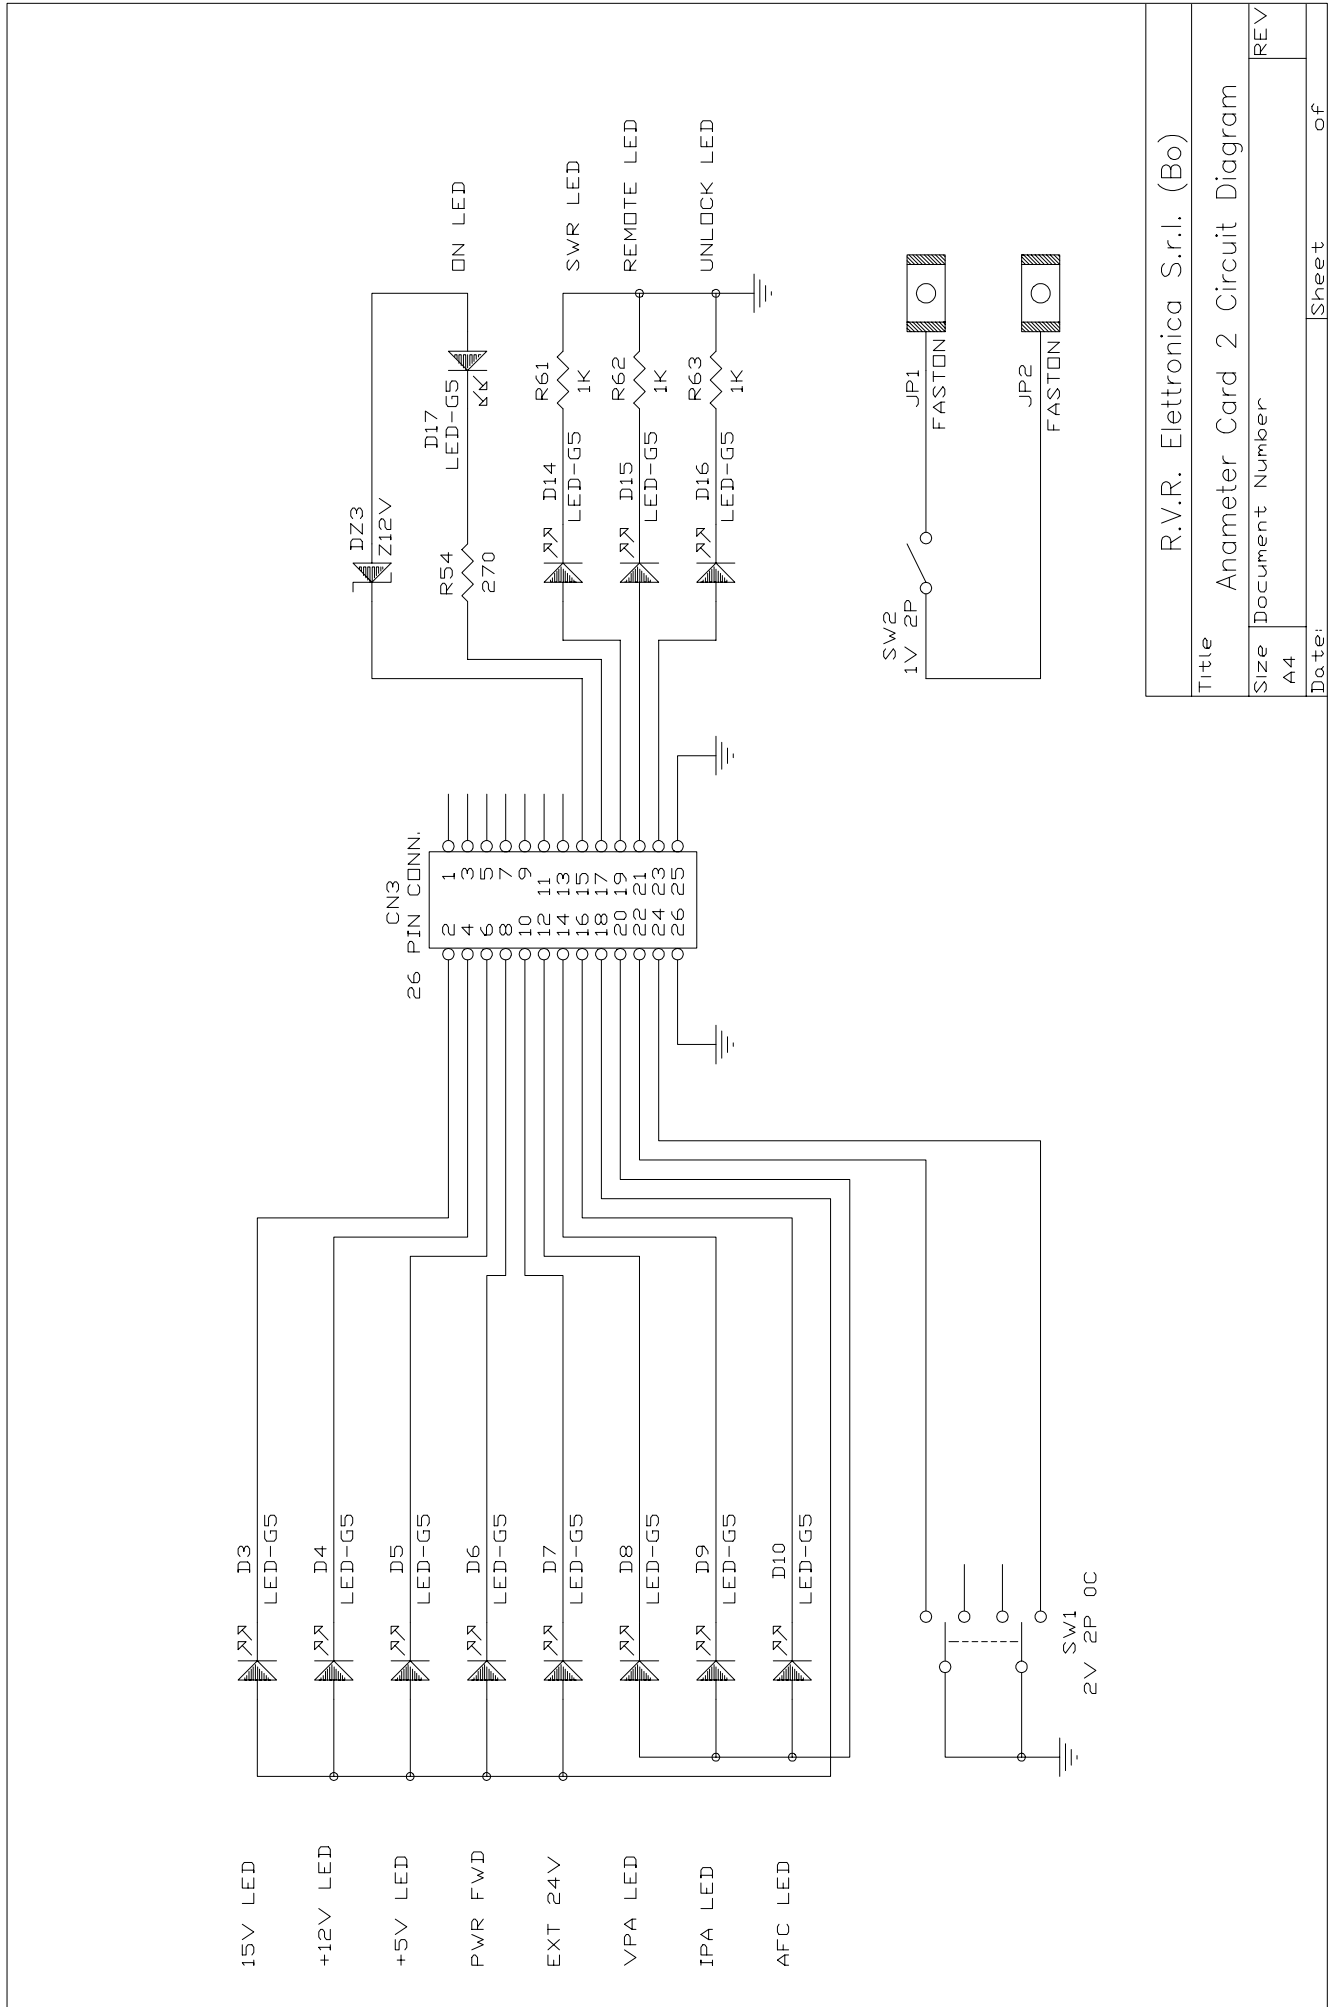 15V LED
+12V LED
+5V LED
PWR FWD
EXT 24V
VPA LED
IPA LED
AFC LED
D3
LED-G5
D4
LED-G5
D5
LED-G5
D6
LED-G5
D7
LED-G5
D8
LED-G5
D9
LED-G5
D10
LED-G5
SW1
2V 2P 0C
CN3
26 PIN CONN.
2 1
4 3
6 5
8 7
10 9
12 11
14 13
16 15
18 17
20 19
22 21
24 23
26 25
DZ3
Z12V
D17
LED-G5
ON LED
R54
270
D14
LED-G5
R61
1K
SWR LED
D15
LED-G5
R62
1K
REMOTE LED
D16
LED-G5
R63
1K
UNLOCK LED
SW2
1V 2P
JP1
FASTON
JP2
FASTON
R.V.R. Elettronica S.r.l. (Bo)
Title
Anameter Card 2 Circuit Diagram
Size Document Number REV
A4
Date: Sheet of